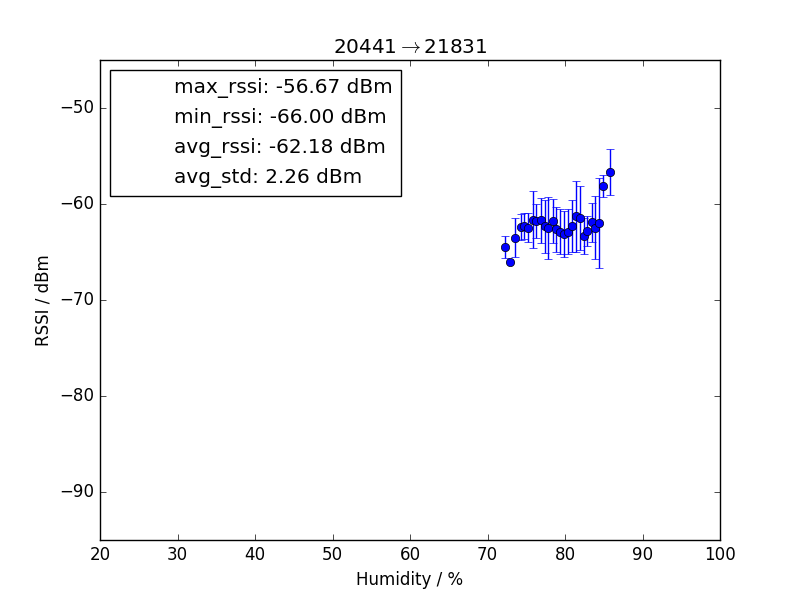 20441→21831
max_rssi: -56.67 dBm
min_rssi: -66.00 dBm
avg_rssi: -62.18 dBm
avg_std: 2.26 dBm
RSSI / dBm
−50
−60
−70
−80
−90
20 30 40 50 60 70 80 90 100
Humidity / %